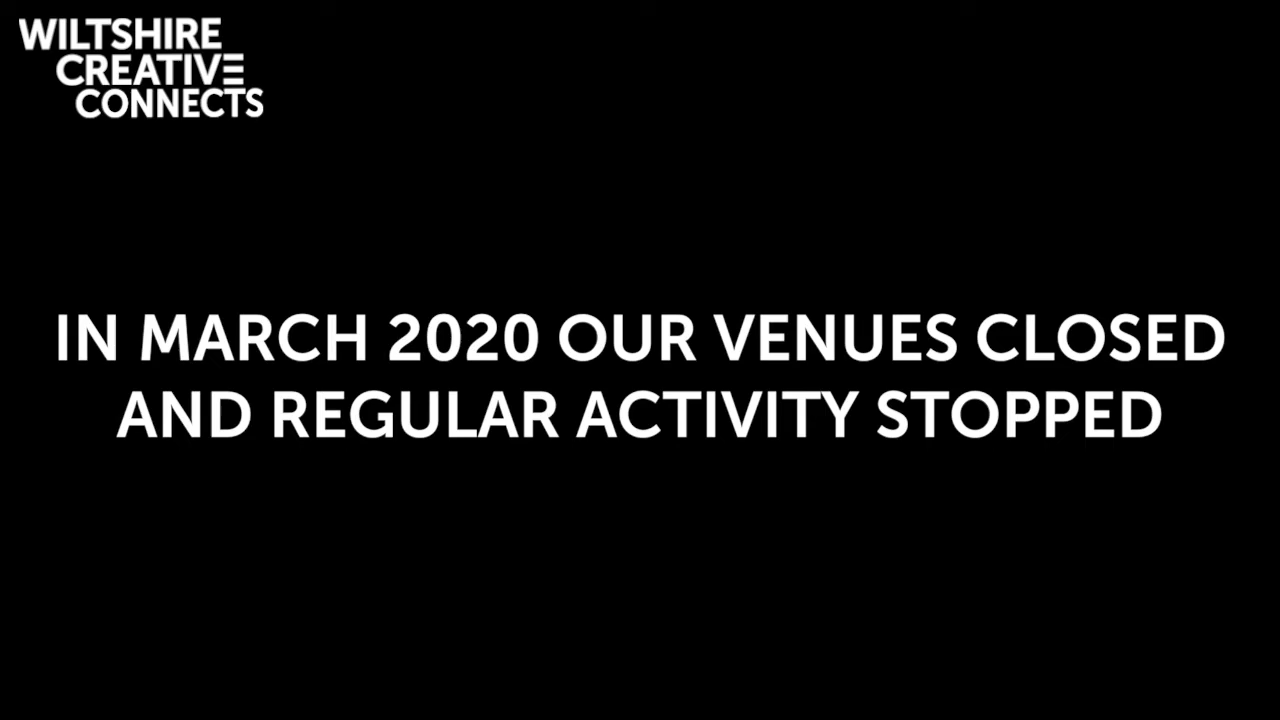 WILTSHIRE
CREATIVE
CONNECTS
IN MARCH 2020 OUR VENUES CLOSED
AND REGULAR ACTIVITY STOPPED